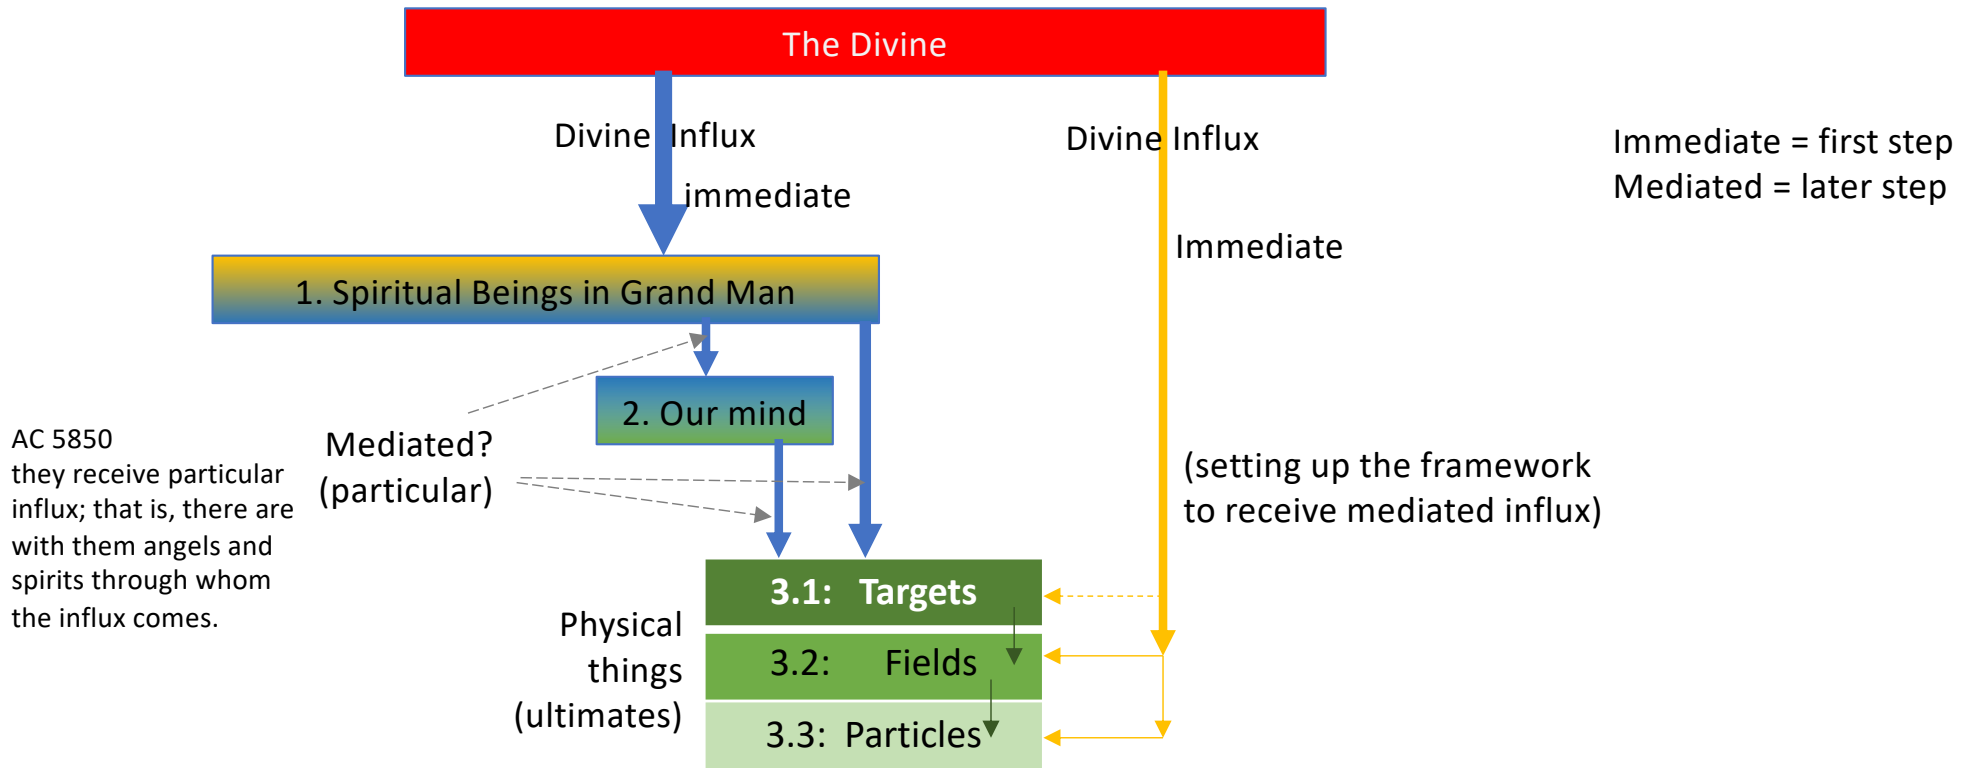 The Divine
Divine Influx
immediate
Divine Influx
Immediate
Immediate = first step
Mediated = later step
1. Spiritual Beings in Grand Man
2. Our mind
AC 5850
they receive particular
influx; that is, there are
with them angels and
spirits through whom
the influx comes.
Mediated?
(particular)
(setting up the framework
to receive mediated influx)
Physical
things
(ultimates)
3.1: Targets
3.2: Fields
3.3: Particles